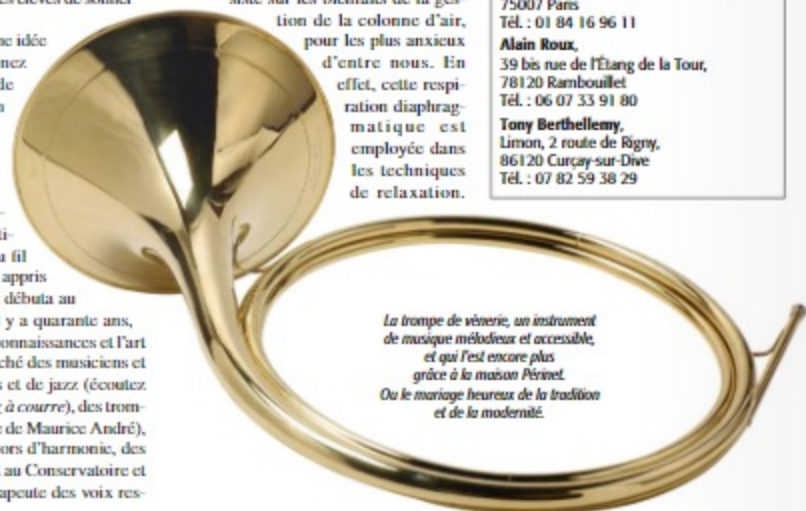 tion de la colonne d'air,
pour les plus anxieux
d'entre nous. En
effet, cette respi-
ration diaphrag-
matique est
employée dans
les techniques
de relaxation.
75007 Paris
Tél. : 01 84 16 96 11
Alain Roux,
39 bis rue de l'Étang de la Tour,
78120 Rambouillet
Tél. : 06 07 33 91 80
Tony Berthellemy,
Limon, 2 route de Rigny,
86120 Curçay-sur-Dive
Tél. : 07 82 59 38 29
ne idée
nez
de
ti-
u fil
appris
débuta au
y a quarante ans,
onnaissances et l'art
ché des musiciens et
s et de jazz (écoutez
à courre), des trom-
e de Maurice André),
ors d'harmonie, des
au Conservatoire et
apeute des voix res-
La trompe de vènerie, un instrument
de musique mélodieux et accessible,
et qui l'est encore plus
grâce à la maison Périnet.
Ou le mariage heureux de la tradition
et de la modernité.